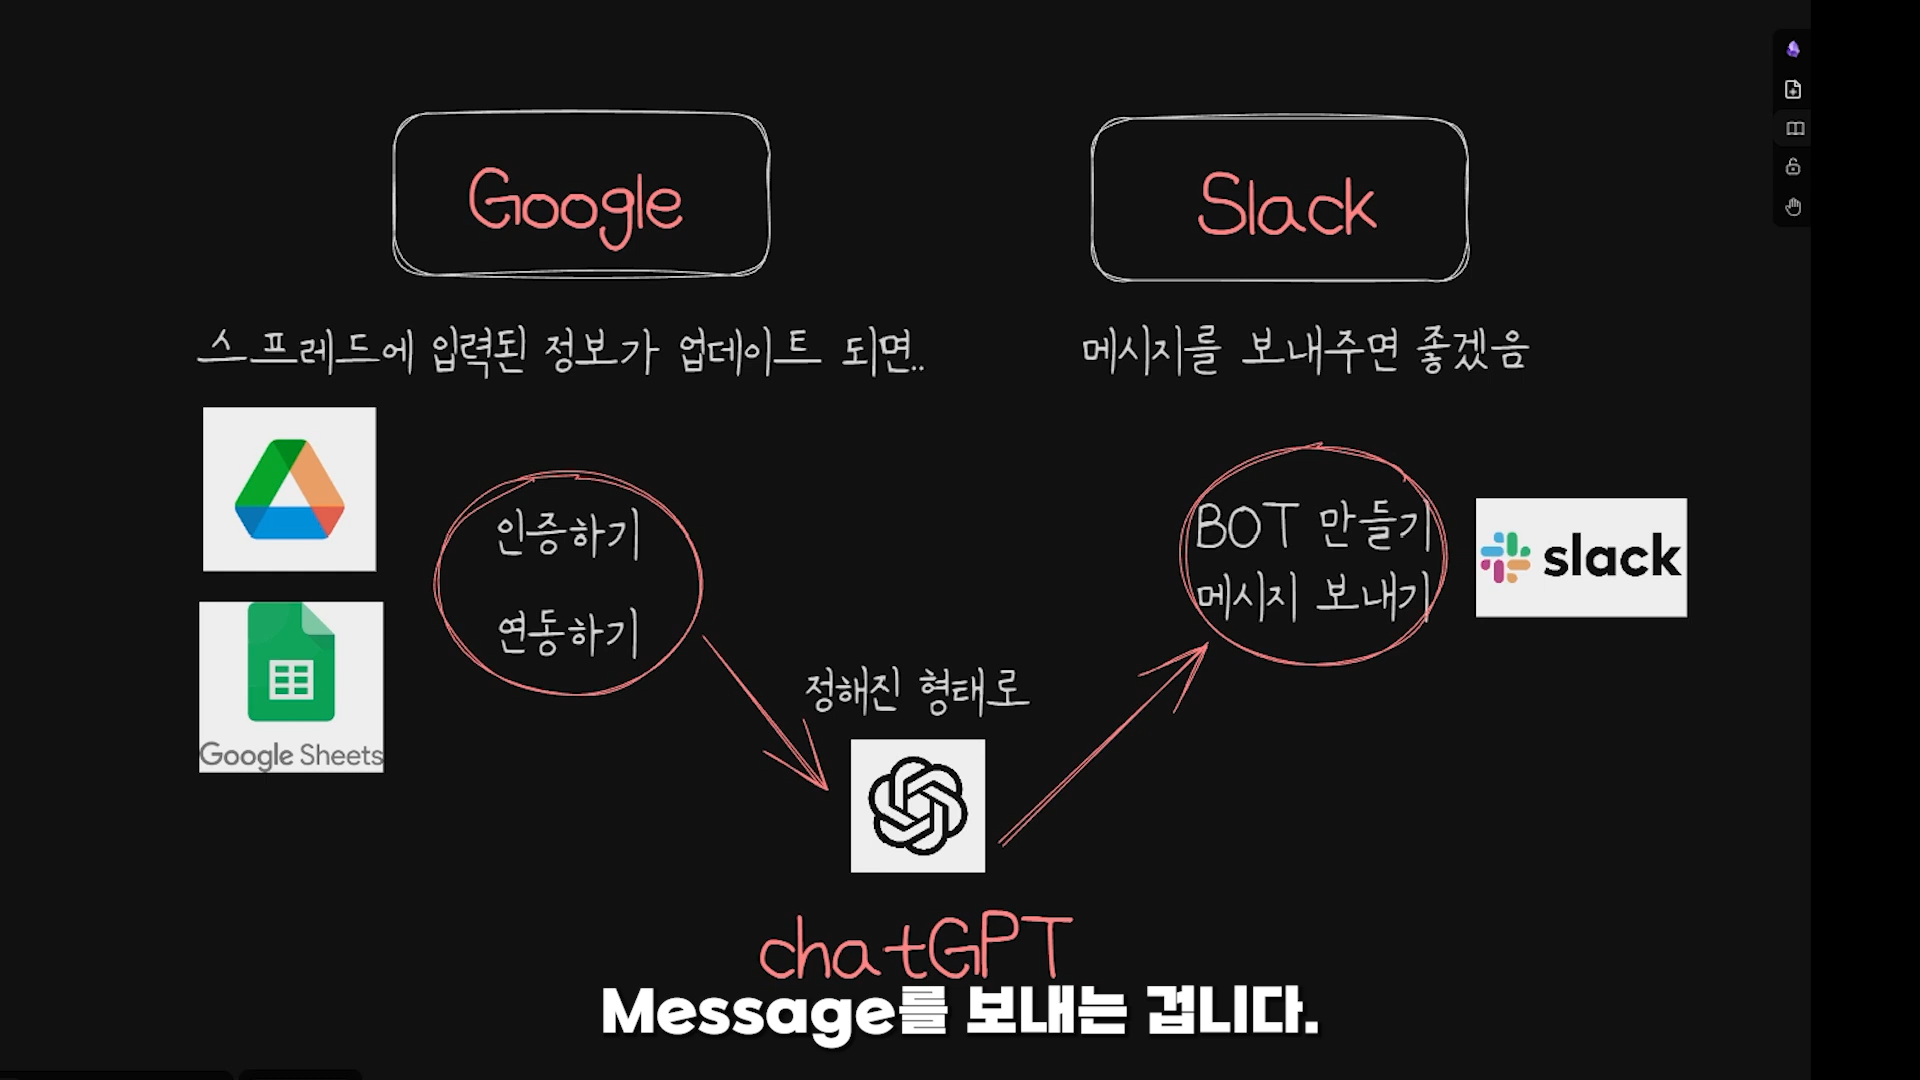 Google
Slack
스프레드에 입력된 정보가 업데이트 되면..
메시지를 보내주면 좋겠음
인증하기
연동하기
Google Sheets
BOT 만들기
메시지 보내기
slack
정해진 형태로
chatGPT
Message를 보내는 겁니다.